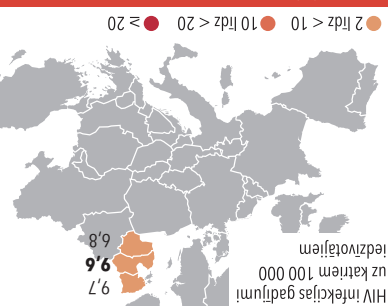 HIV infekcijas gadījumi
uz katriem 100 000
iedzīvotājiem
7,6
9,6
8,9
2 līdz < 10
10 līdz < 20
≥ 20